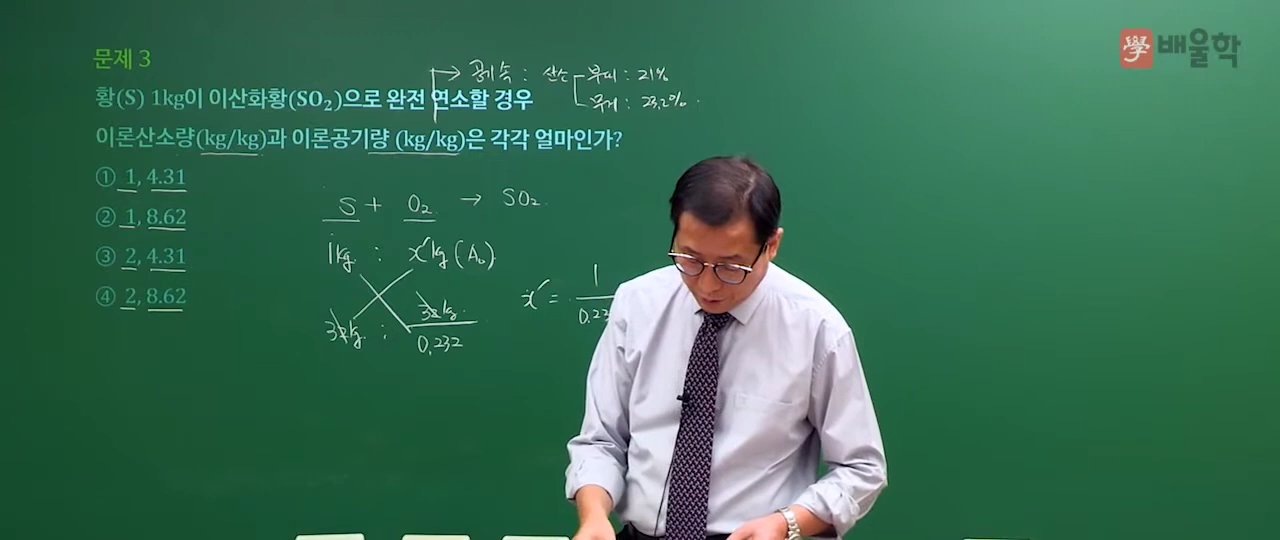 學 배울학
문제 3
공기 속 : 산소 부피 : 21%
무게 : 23.2%
황(S) 1kg이 이산화황(SO₂)으로 완전 연소할 경우
이론산소량(kg/kg)과 이론공기량 (kg/kg)은 각각 얼마인가?
① 1, 4.31
② 1, 8.62
③ 2, 4.31
④ 2, 8.62
S + O₂ → SO₂
1kg : x′kg (A₀)
32kg : 32kg / 0.232
x′ = 1 / 0.23